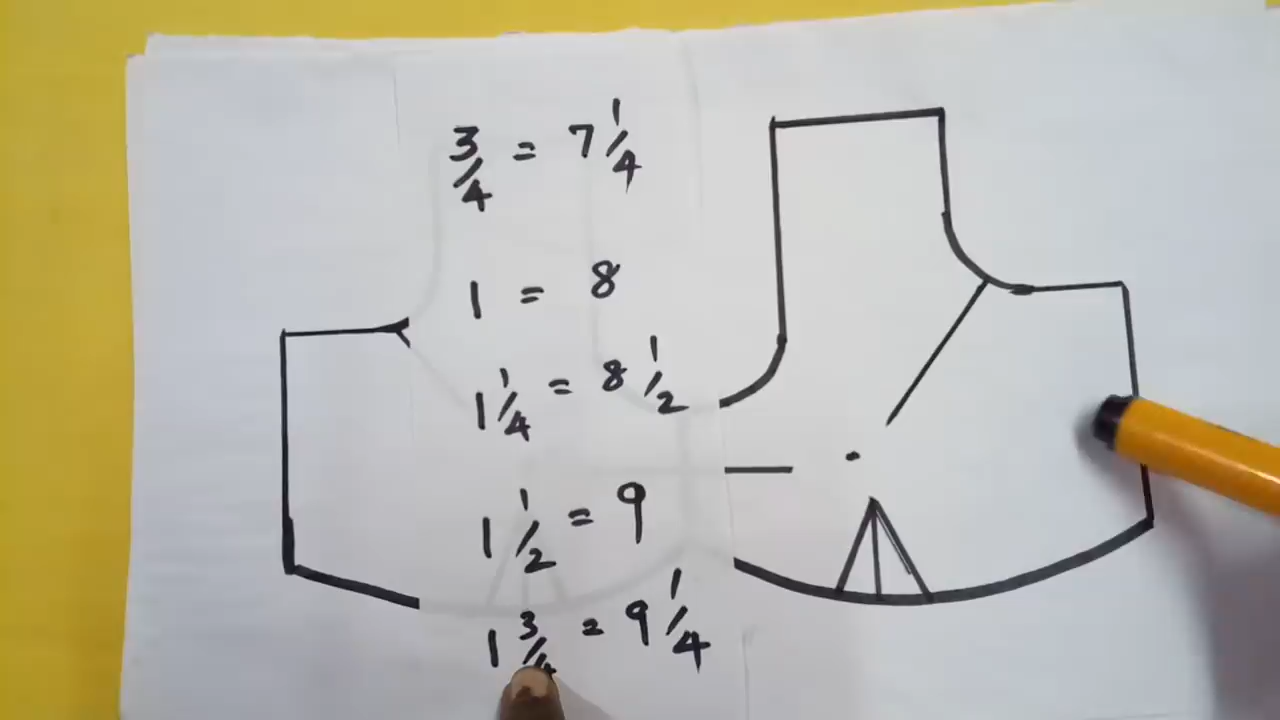 3/4 = 7 1/4
1 = 8
1 1/4 = 8 1/2
1 1/2 = 9
1 3/4 = 9 1/4